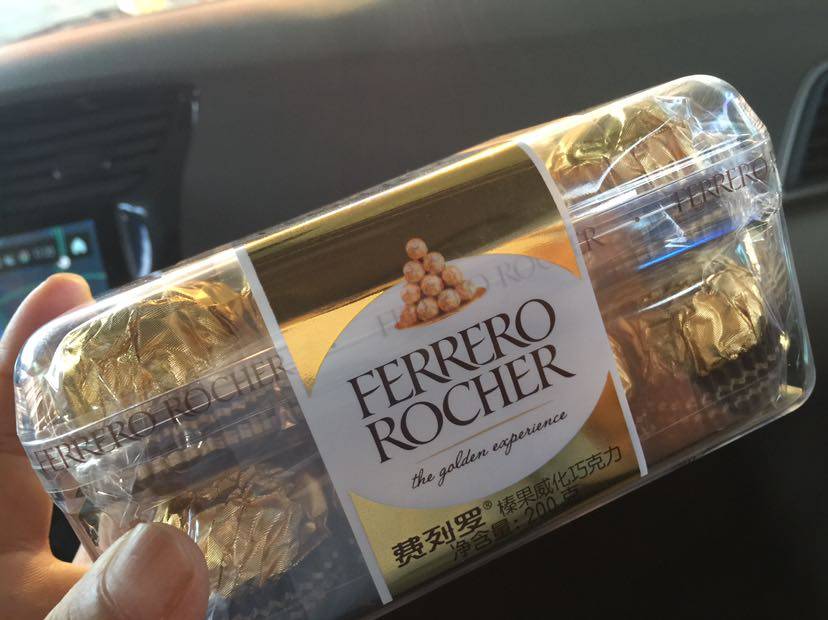 FERRERO
ROCHER
the golden experience
费列罗® 榛果威化巧克力
净含量: 200 克
FERRERO ROCHER
FERRERO